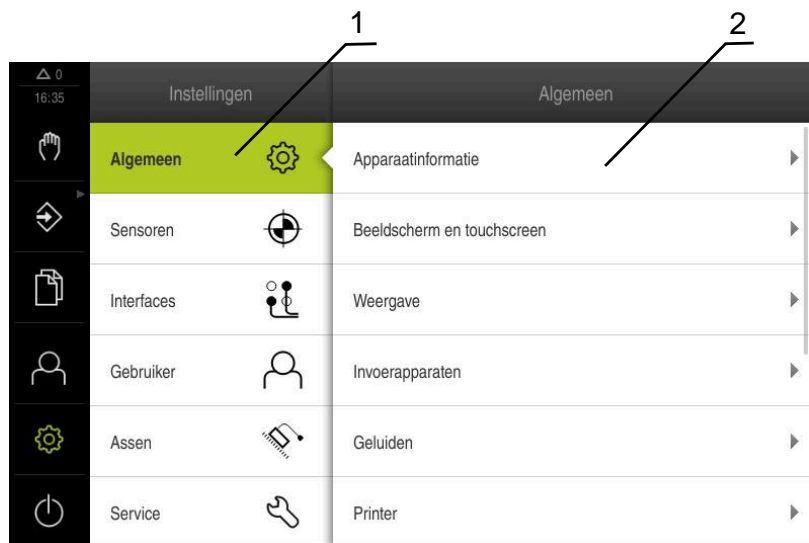 1
2
0
16:35
Instellingen
Algemeen
Algemeen
Sensoren
Interfaces
Gebruiker
Assen
Service
Apparaatinformatie
Beeldscherm en touchscreen
Weergave
Invoerapparaten
Geluiden
Printer